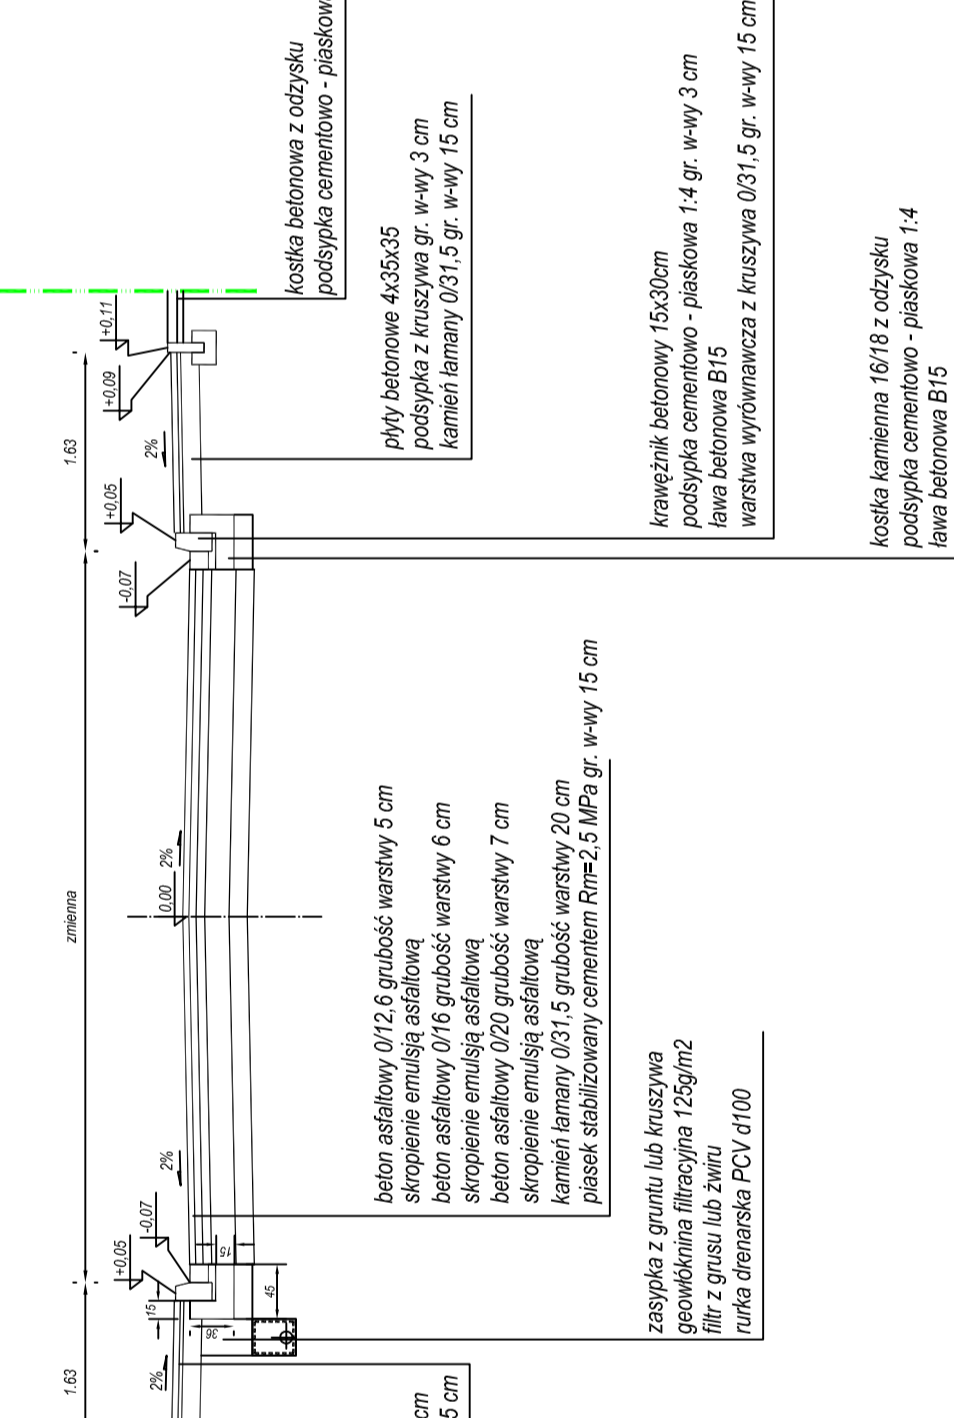 kostka betonowa z odzysku
podsypka cementowo - piaskowa
płyty betonowe 4x35x35
podsypka z kruszywa gr. w-wy 3 cm
kamień łamany 0/31,5 gr. w-wy 15 cm
krawężnik betonowy 15x30cm
podsypka cementowo - piaskowa 1:4 gr. w-wy 3 cm
ława betonowa B15
warstwa wyrównawcza z kruszywa 0/31,5 gr. w-wy 15 cm
kostka kamienna 16/18 z odzysku
podsypka cementowo - piaskowa 1:4
ława betonowa B15
beton asfaltowy 0/12,6 grubość warstwy 5 cm
skropienie emulsją asfaltową
beton asfaltowy 0/16 grubość warstwy 6 cm
skropienie emulsją asfaltową
beton asfaltowy 0/20 grubość warstwy 7 cm
skropienie emulsją asfaltową
kamień łamany 0/31,5 grubość warstwy 20 cm
piasek stabilizowany cementem Rm=2,5 MPa gr. w-wy 15 cm
zasypka z gruntu lub kruszywa
geowłóknina filtracyjna 125g/m2
filtr z grusu lub żwiru
rurka drenarska PCV d100
cm
5 cm
1.63
zmienna
1.63
2%
15
+0,05
-0,07
2%
0,00
2%
-0,07
+0,05
2%
+0,09
+0,11
36
15
45